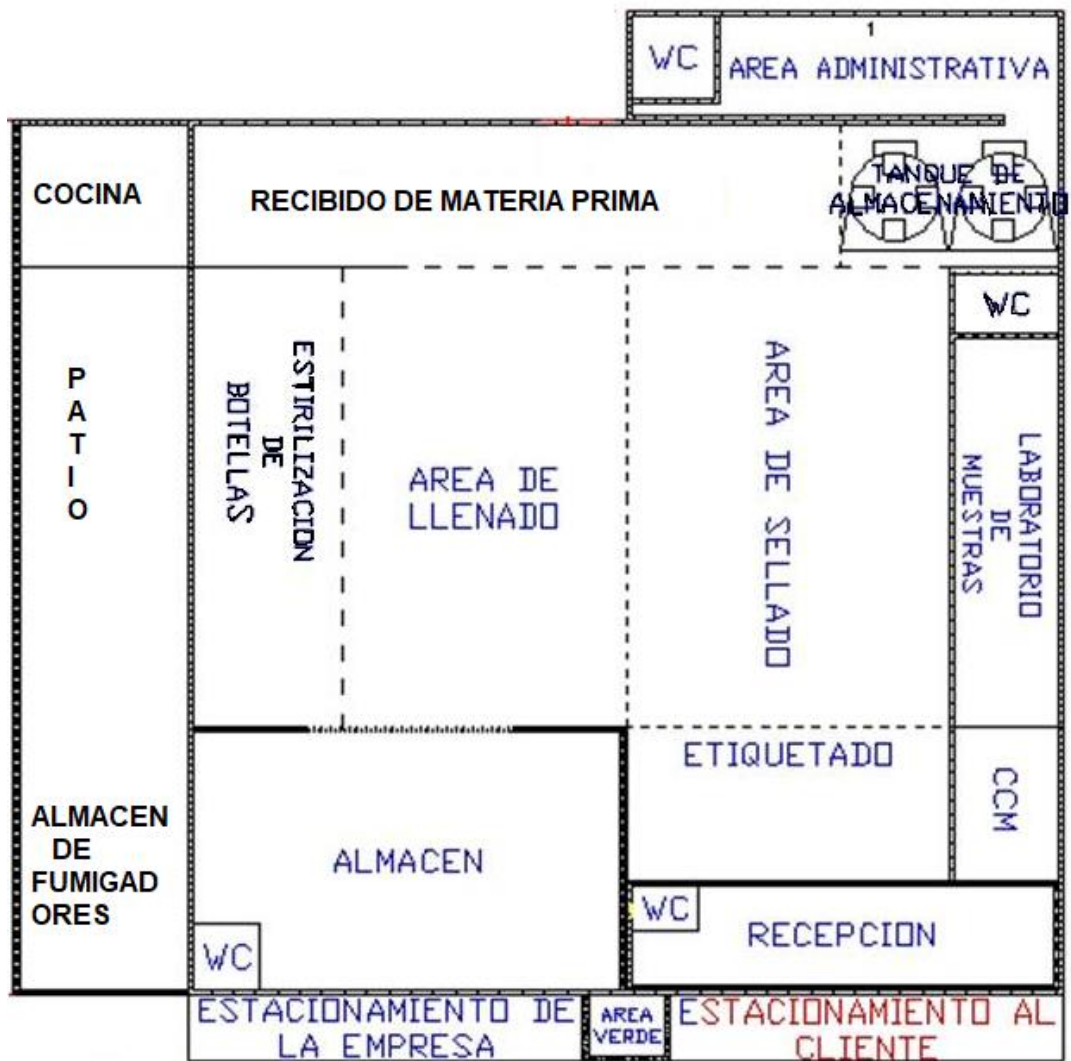 1
WC
AREA ADMINISTRATIVA
COCINA
RECIBIDO DE MATERIA PRIMA
TANQUE DE
ALMACENAMIENTO
WC
P
A
T
I
O
ESTIRILIZACION
DE
BOTELLAS
AREA DE
LLENADO
AREA DE SELLADO
LABORATORIO
DE
MUESTRAS
ETIQUETADO
CCM
ALMACEN
DE
FUMIGAD
ORES
ALMACEN
WC
WC
RECEPCION
ESTACIONAMIENTO DE
LA EMPRESA
AREA
VERDE
ESTACIONAMIENTO AL
CLIENTE